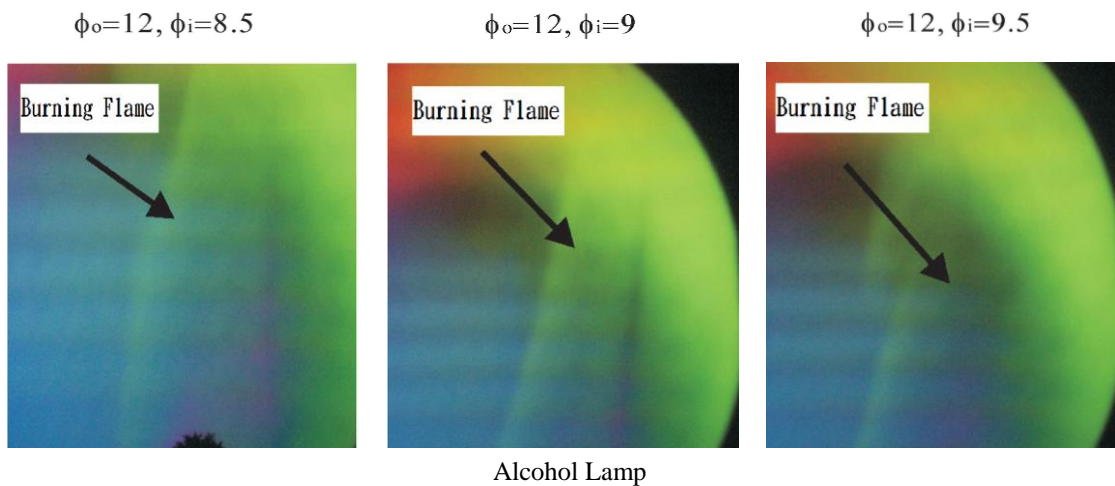 ϕo=12, ϕi=8.5
ϕo=12, ϕi=9
ϕo=12, ϕi=9.5
Burning Flame
Burning Flame
Burning Flame
Alcohol Lamp